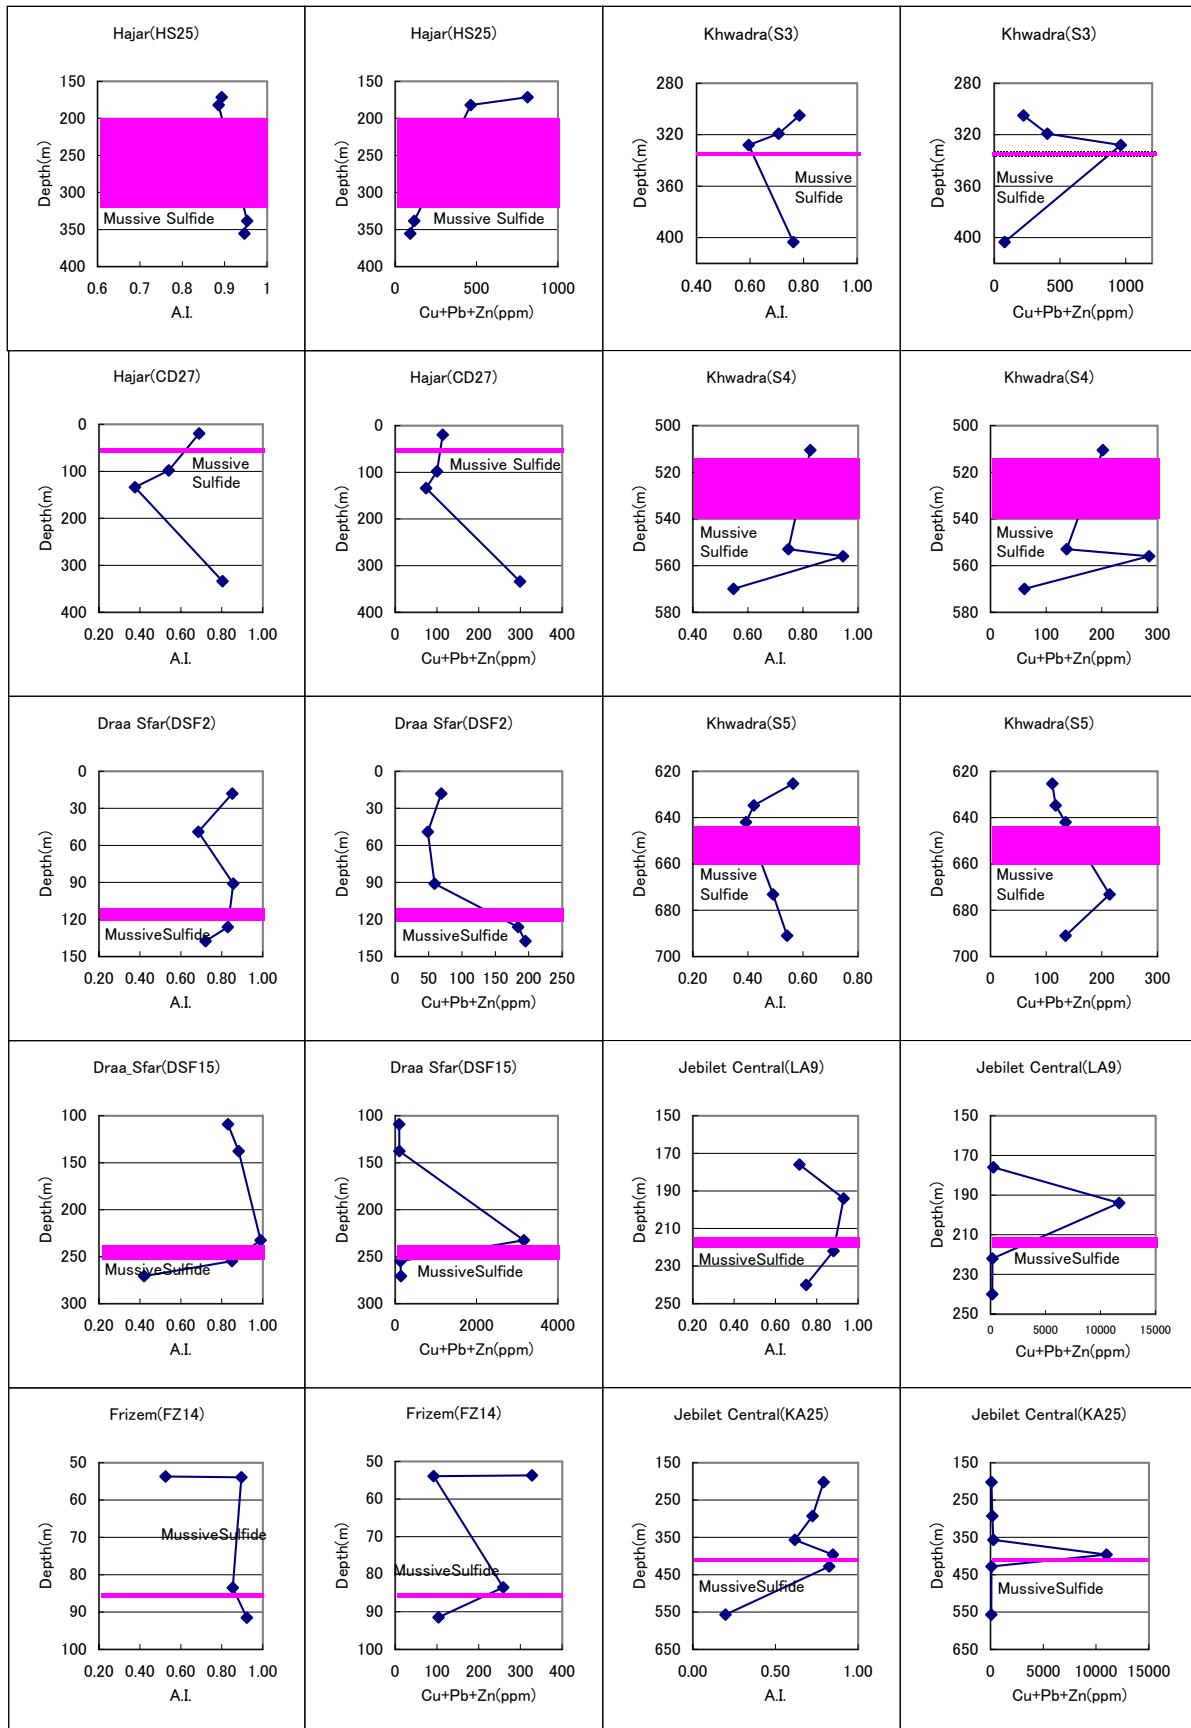 Hajar(HS25)
150
200
250
300
350
400
Depth(m)
Mussive Sulfide
0.6 0.7 0.8 0.9 1
A.I.
Hajar(HS25)
150
200
250
300
350
400
Depth(m)
Mussive Sulfide
0 500 1000
Cu+Pb+Zn(ppm)
Khwadra(S3)
280
320
360
400
Depth(m)
Mussive
Sulfide
0.40 0.60 0.80 1.00
A.I.
Khwadra(S3)
280
320
360
400
Depth(m)
Mussive
Sulfide
0 1000
Cu+Pb+Zn(ppm)
Hajar(CD27)
0
100
200
300
400
Depth(m)
Mussive
Sulfide
0.20 0.40 0.60 0.80 1.00
A.I.
Hajar(CD27)
0
100
200
300
400
Depth(m)
Mussive Sulfide
0 100 200 300 400
Cu+Pb+Zn(ppm)
Khwadra(S4)
500
520
540
560
580
Depth(m)
Mussive
Sulfide
0.40 0.60 0.80 1.00
A.I.
Khwadra(S4)
500
520
540
560
580
Depth(m)
Mussive
Sulfide
0 100 200 300
Cu+Pb+Zn(ppm)
Draa Sfar(DSF2)
0
30
60
90
120
150
Depth(m)
MussiveSulfide
0.20 0.40 0.60 0.80 1.00
A.I.
Draa Sfar(DSF2)
0
30
60
90
120
150
Depth(m)
MussiveSulfide
0 50 100 150 200 250
Cu+Pb+Zn(ppm)
Khwadra(S5)
620
640
660
680
700
Depth(m)
Mussive
Sulfide
0.20 0.40 0.60 0.80
A.I.
Khwadra(S5)
620
640
660
680
700
Depth(m)
Mussive
Sulfide
0 100 200 300
Cu+Pb+Zn(ppm)
Draa_Sfar(DSF15)
100
150
200
250
300
Depth(m)
MussiveSulfide
0.20 0.40 0.60 0.80 1.00
A.I.
Draa Sfar(DSF15)
100
150
200
250
300
Depth(m)
MussiveSulfide
0 2000 4000
Cu+Pb+Zn(ppm)
Jebilet Central(LA9)
150
170
190
210
230
250
Depth(m)
MussiveSulfide
0.20 0.40 0.60 0.80 1.00
A.I.
Jebilet Central(LA9)
150
170
190
210
230
250
Depth(m)
MussiveSulfide
0 5000 10000 15000
Cu+Pb+Zn(ppm)
Frizem(FZ14)
50
60
70
80
90
100
Depth(m)
MussiveSulfide
0.20 0.40 0.60 0.80 1.00
A.I.
Frizem(FZ14)
50
60
70
80
90
100
Depth(m)
MussiveSulfide
0 100 200 300 400
Cu+Pb+Zn(ppm)
Jebilet Central(KA25)
150
250
350
450
550
650
Depth(m)
MussiveSulfide
0.00 0.50 1.00
A.I.
Jebilet Central(KA25)
150
250
350
450
550
650
Depth(m)
MussiveSulfide
0 5000 10000 15000
Cu+Pb+Zn(ppm)